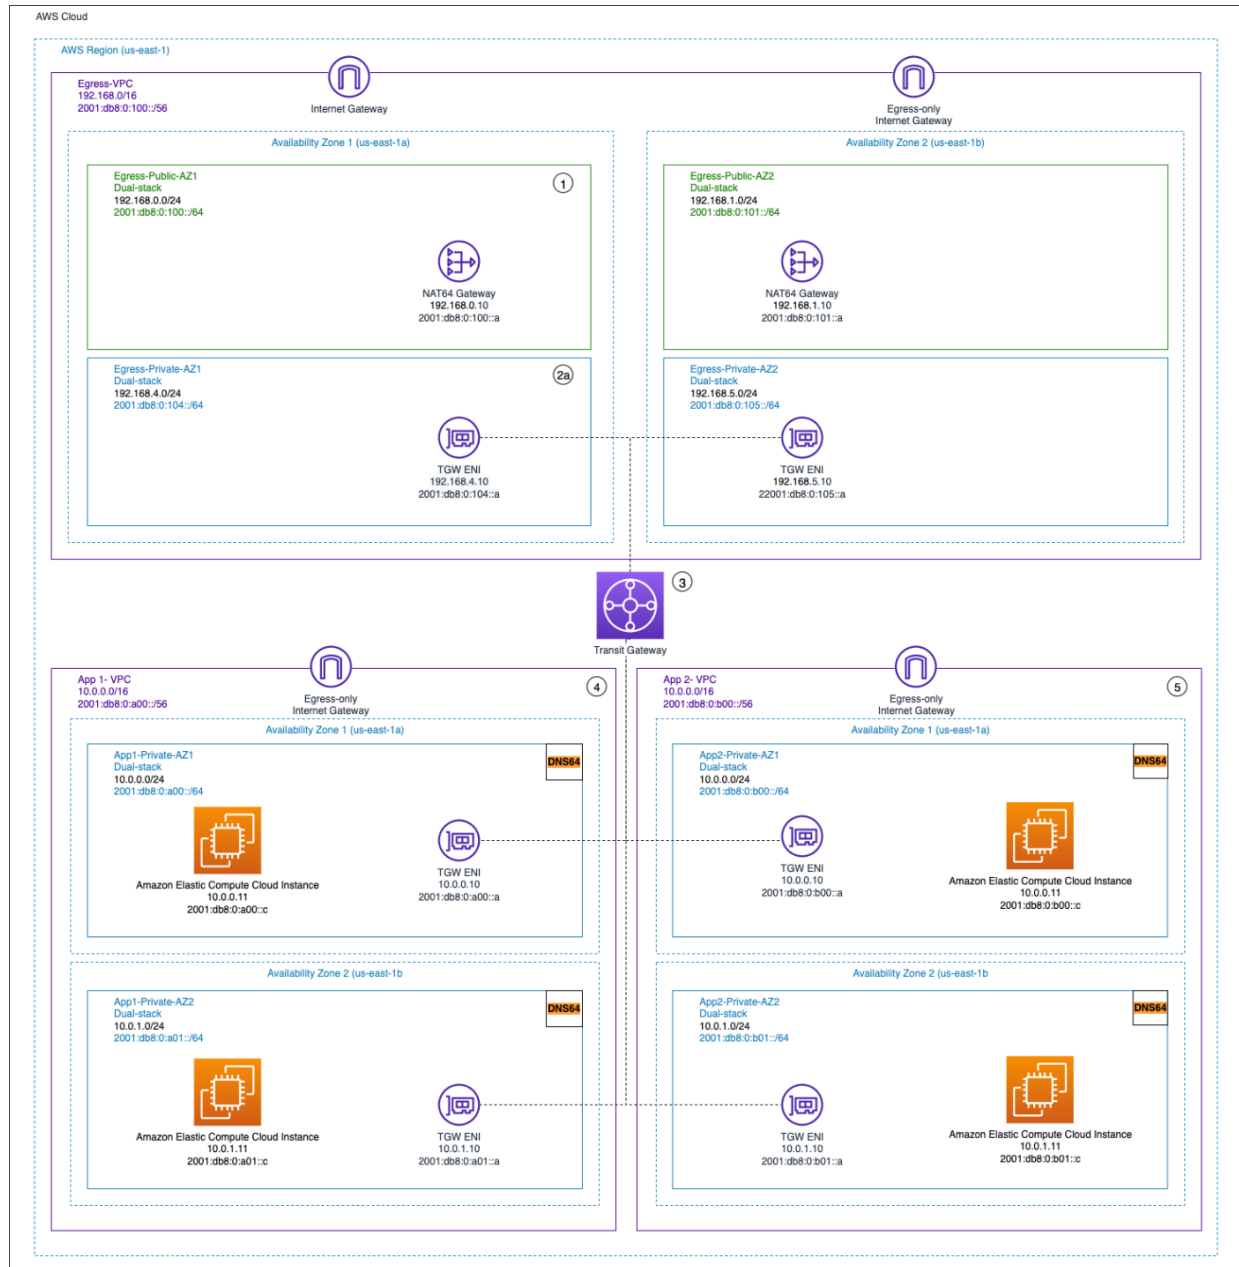 AWS Cloud
AWS Region (us-east-1)
Egress-VPC
192.168.0/16
2001:db8:0:100::/56
Internet Gateway
Egress-only
Internet Gateway
Availability Zone 1 (us-east-1a)
Egress-Public-AZ1
Dual-stack
192.168.0.0/24
2001:db8:0:100::/64
1
NAT64 Gateway
192.168.0.10
2001:db8:0:100::a
Egress-Private-AZ1
Dual-stack
192.168.4.0/24
2001:db8:0:104::/64
2a
TGW ENI
192.168.4.10
2001:db8:0:104::a
Availability Zone 2 (us-east-1b)
Egress-Public-AZ2
Dual-stack
192.168.1.0/24
2001:db8:0:101::/64
NAT64 Gateway
192.168.1.10
2001:db8:0:101::a
Egress-Private-AZ2
Dual-stack
192.168.5.0/24
2001:db8:0:105::/64
TGW ENI
192.168.5.10
22001:db8:0:105::a
3
Transit Gateway
App 1- VPC
10.0.0.0/16
2001:db8:0:a00::/56
Egress-only
Internet Gateway
4
Availability Zone 1 (us-east-1a)
App1-Private-AZ1
Dual-stack
10.0.0.0/24
2001:db8:0:a00::/64
DNS64
Amazon Elastic Compute Cloud Instance
10.0.0.11
2001:db8:0:a00::c
TGW ENI
10.0.0.10
2001:db8:0:a00::a
Availability Zone 2 (us-east-1b
App1-Private-AZ2
Dual-stack
10.0.1.0/24
2001:db8:0:a01::/64
DNS64
Amazon Elastic Compute Cloud Instance
10.0.1.11
2001:db8:0:a01::c
TGW ENI
10.0.1.10
2001:db8:0:a01::a
App 2- VPC
10.0.0.0/16
2001:db8:0:b00::/56
Egress-only
Internet Gateway
5
Availability Zone 1 (us-east-1a)
App2-Private-AZ1
Dual-stack
10.0.0.0/24
2001:db8:0:b00::/64
DNS64
TGW ENI
10.0.0.10
2001:db8:0:b00::a
Amazon Elastic Compute Cloud Instance
10.0.0.11
2001:db8:0:b00::c
Availability Zone 2 (us-east-1b
App2-Private-AZ2
Dual-stack
10.0.1.0/24
2001:db8:0:b01::/64
DNS64
TGW ENI
10.0.1.10
2001:db8:0:b01::a
Amazon Elastic Compute Cloud Instance
10.0.1.11
2001:db8:0:b01::c